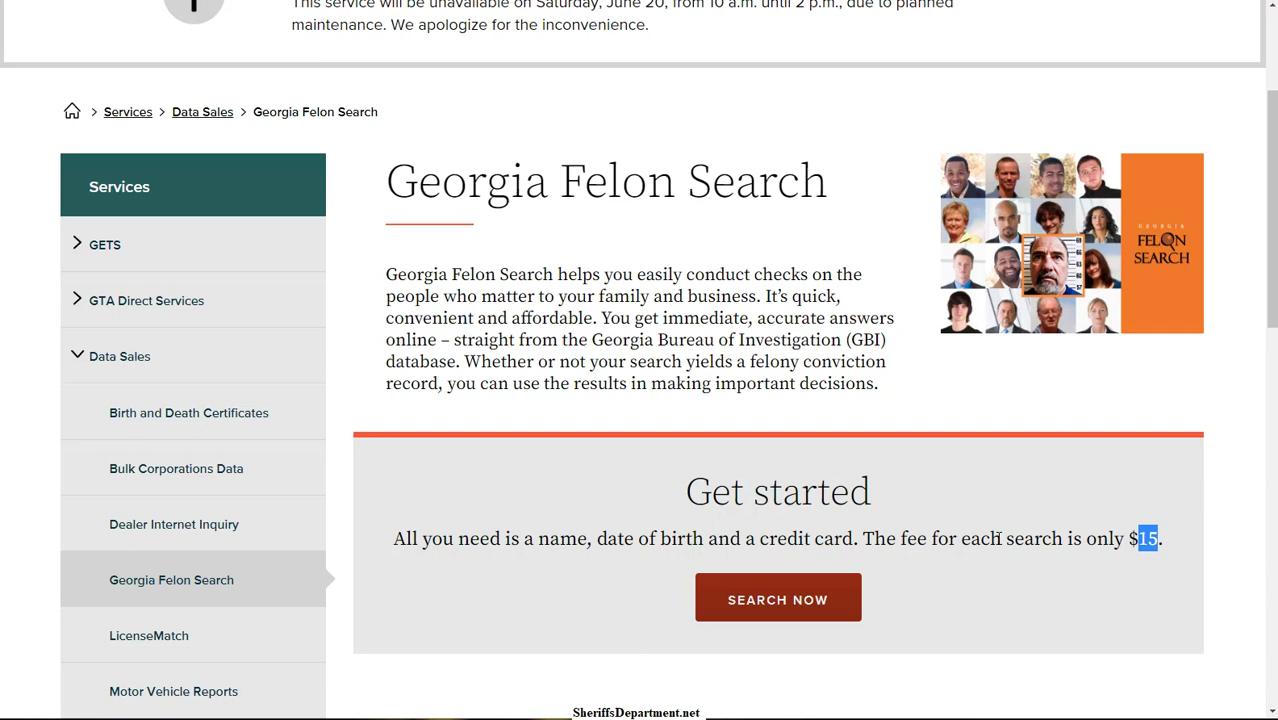 This service will be unavailable on Saturday, June 20, from 10 a.m. until 2 p.m., due to planned
maintenance. We apologize for the inconvenience.
Services > Data Sales > Georgia Felon Search
Services
GETS
GTA Direct Services
Data Sales
Birth and Death Certificates
Bulk Corporations Data
Dealer Internet Inquiry
Georgia Felon Search
LicenseMatch
Motor Vehicle Reports
Georgia Felon Search
Georgia Felon Search helps you easily conduct checks on the
people who matter to your family and business. It’s quick,
convenient and affordable. You get immediate, accurate answers
online – straight from the Georgia Bureau of Investigation (GBI)
database. Whether or not your search yields a felony conviction
record, you can use the results in making important decisions.
GEORGIA
FELON
SEARCH
Get started
All you need is a name, date of birth and a credit card. The fee for each search is only $15.
SEARCH NOW
SheriffsDepartment.net